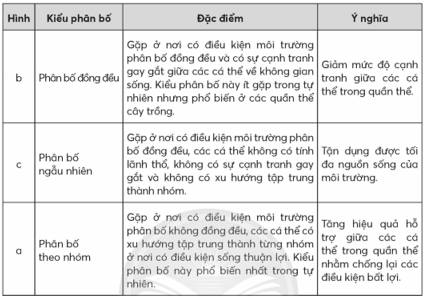 Hình | Kiểu phân bố | Đặc điểm | Ý nghĩa
b | Phân bố đồng đều
Gặp ở nơi có điều kiện môi trường
phân bố đồng đều và có sự cạnh tranh
gay gắt giữa các cá thể về không gian
sống. Kiểu phân bố này ít gặp trong tự
nhiên nhưng phổ biến ở các quần thể
cây trồng.
Giảm mức độ cạnh
tranh giữa các cá
thể trong quần thể.
c
Phân bố
ngẫu nhiên
Gặp ở nơi có điều kiện môi trường phân
bố đồng đều, các cá thể không có tính
lãnh thổ, không có sự cạnh tranh gay
gắt và không có xu hướng tập trung
thành nhóm.
Tận dụng được tối
đa nguồn sống của
môi trường.
a
Phân bố
theo nhóm
Gặp ở nơi có điều kiện môi trường
phân bố không đồng đều, các cá thể có
xu hướng tập trung thành từng nhóm
ở nơi có điều kiện sống thuận lợi. Kiểu
phân bố này phổ biến nhất trong tự
nhiên.
Tăng hiệu quả hỗ
trợ giữa các cá
thể trong quần thể
nhằm chống lại các
điều kiện bất lợi.